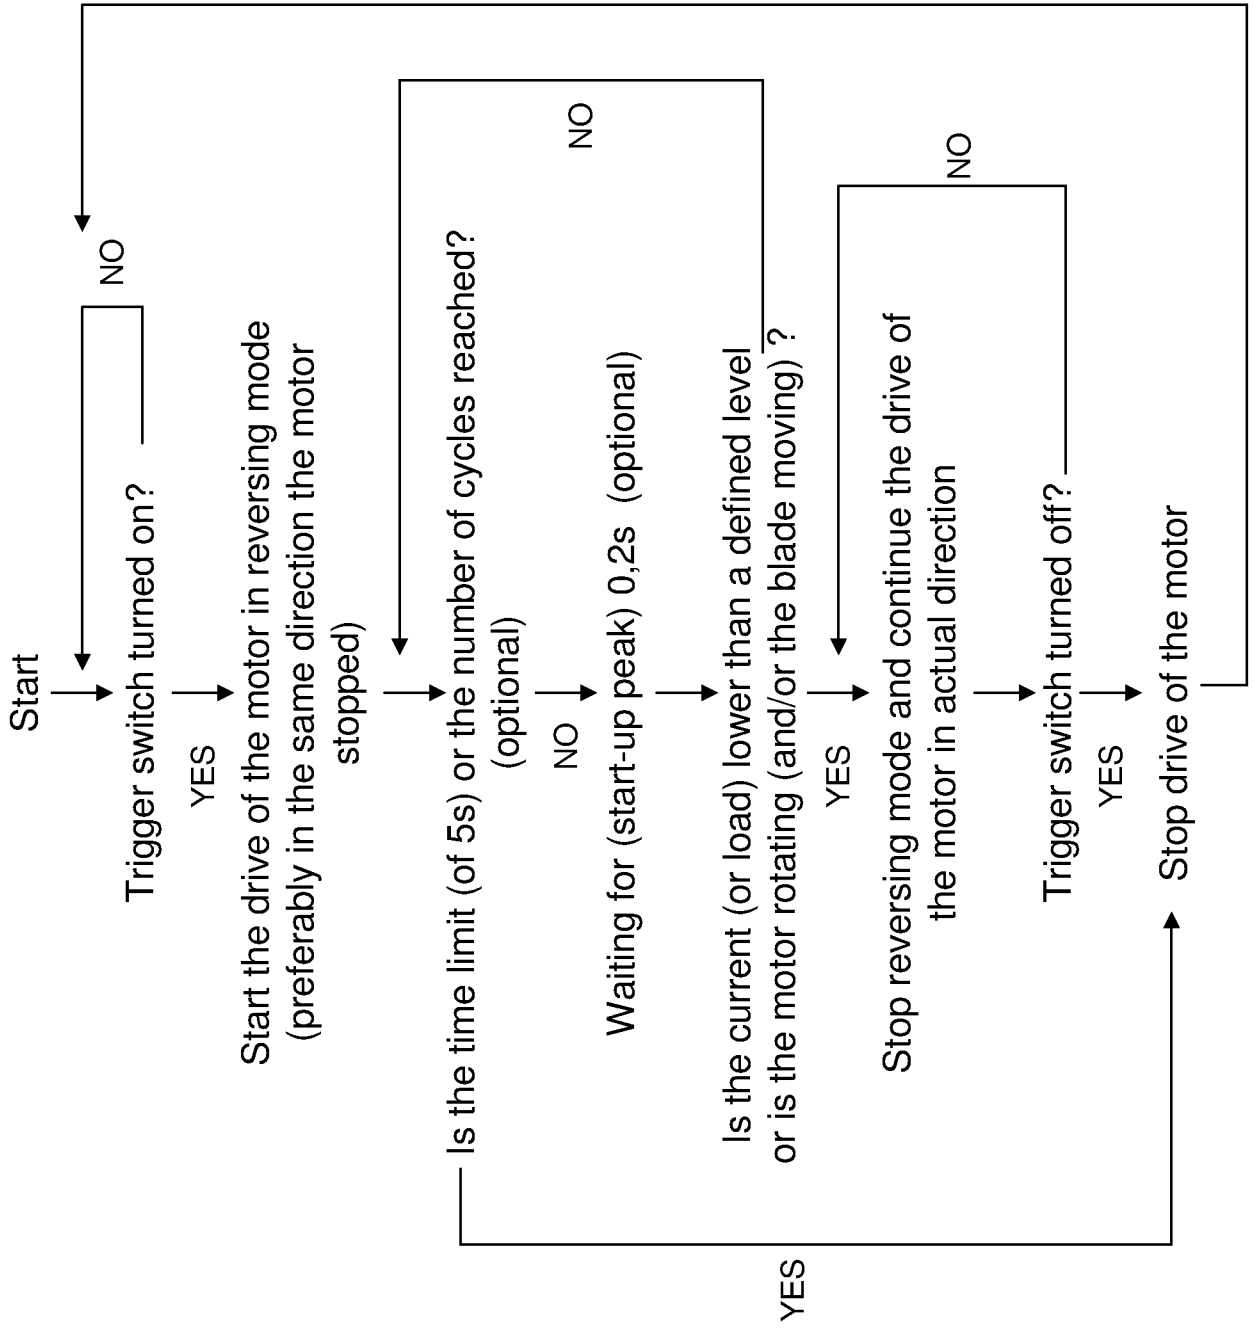 Start
Trigger switch turned on?
NO
YES
Start the drive of the motor in reversing mode
(preferably in the same direction the motor
stopped)
Is the time limit (of 5s) or the number of cycles reached?
(optional)
NO
Waiting for (start-up peak) 0,2s (optional)
NO
Is the current (or load) lower than a defined level
or is the motor rotating (and/or the blade moving) ?
YES
Stop reversing mode and continue the drive of
the motor in actual direction
NO
Trigger switch turned off?
YES
Stop drive of the motor
YES